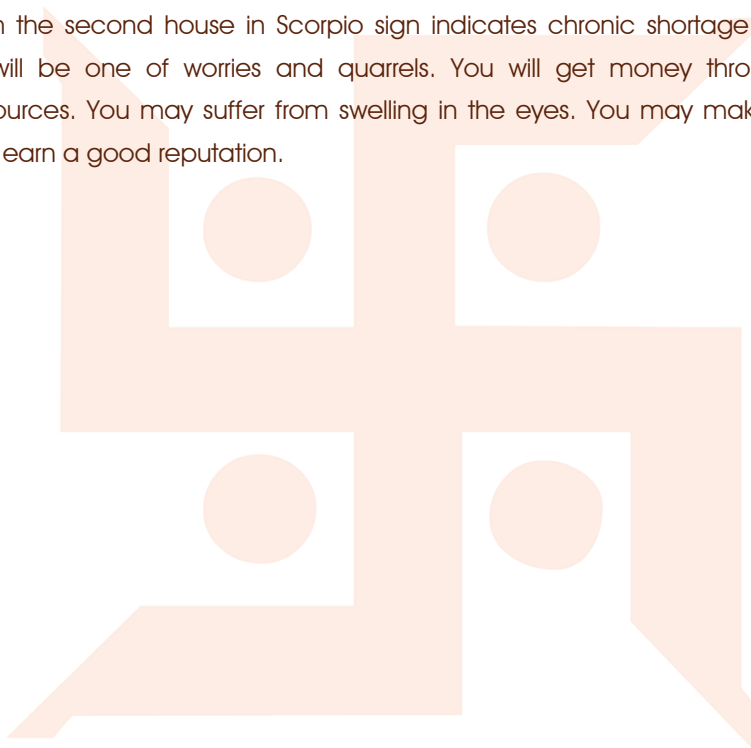 the second house in Scorpio sign indicates chronic shortage
will be one of worries and quarrels. You will get money
You may suffer from swelling in the eyes. You may
earn a good reputation.